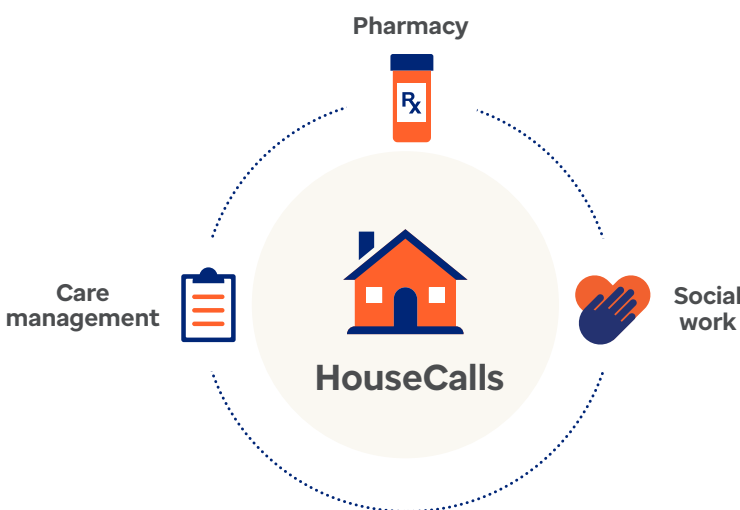 Pharmacy
Rx
Care
management
Social
work
HouseCalls